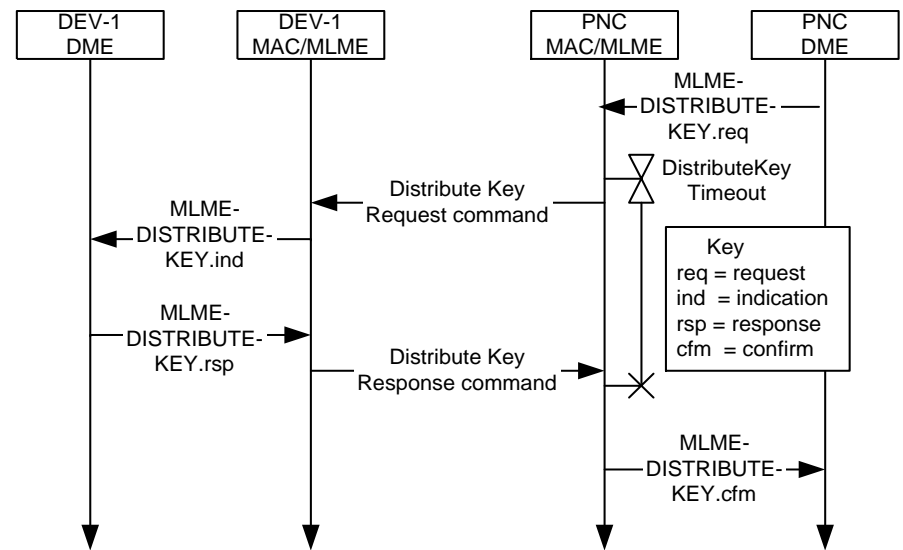 DEV-1
DME
DEV-1
MAC/MLME
PNC
MAC/MLME
PNC
DME
MLME-
DISTRIBUTE-
KEY.req
DistributeKey
Timeout
Distribute Key
Request command
MLME-
DISTRIBUTE-
KEY.ind
Key
req = request
ind = indication
rsp = response
cfm = confirm
MLME-
DISTRIBUTE-
KEY.rsp
Distribute Key
Response command
MLME-
DISTRIBUTE-
KEY.cfm